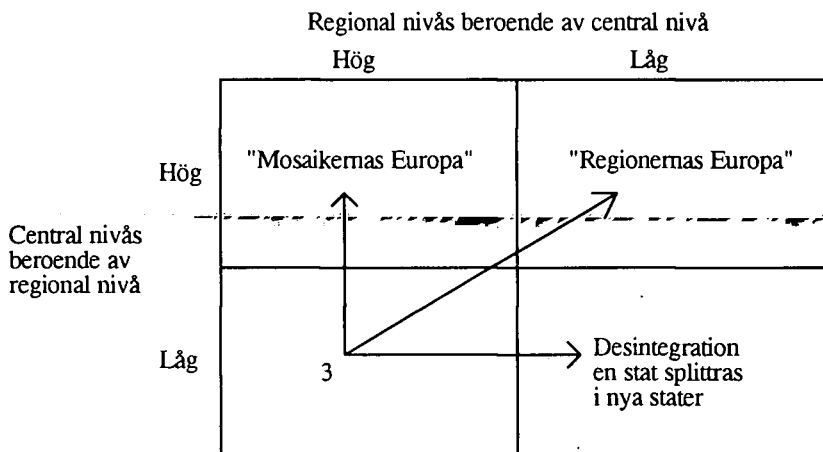 Regional nivås beroende av central nivå
Hög
Låg
"Mosaikernas Europa"
"Regionernas Europa"
Hög
Central nivås
beroende av
regional nivå
Låg
3
Desintegration
en stat splittras
i nya stater